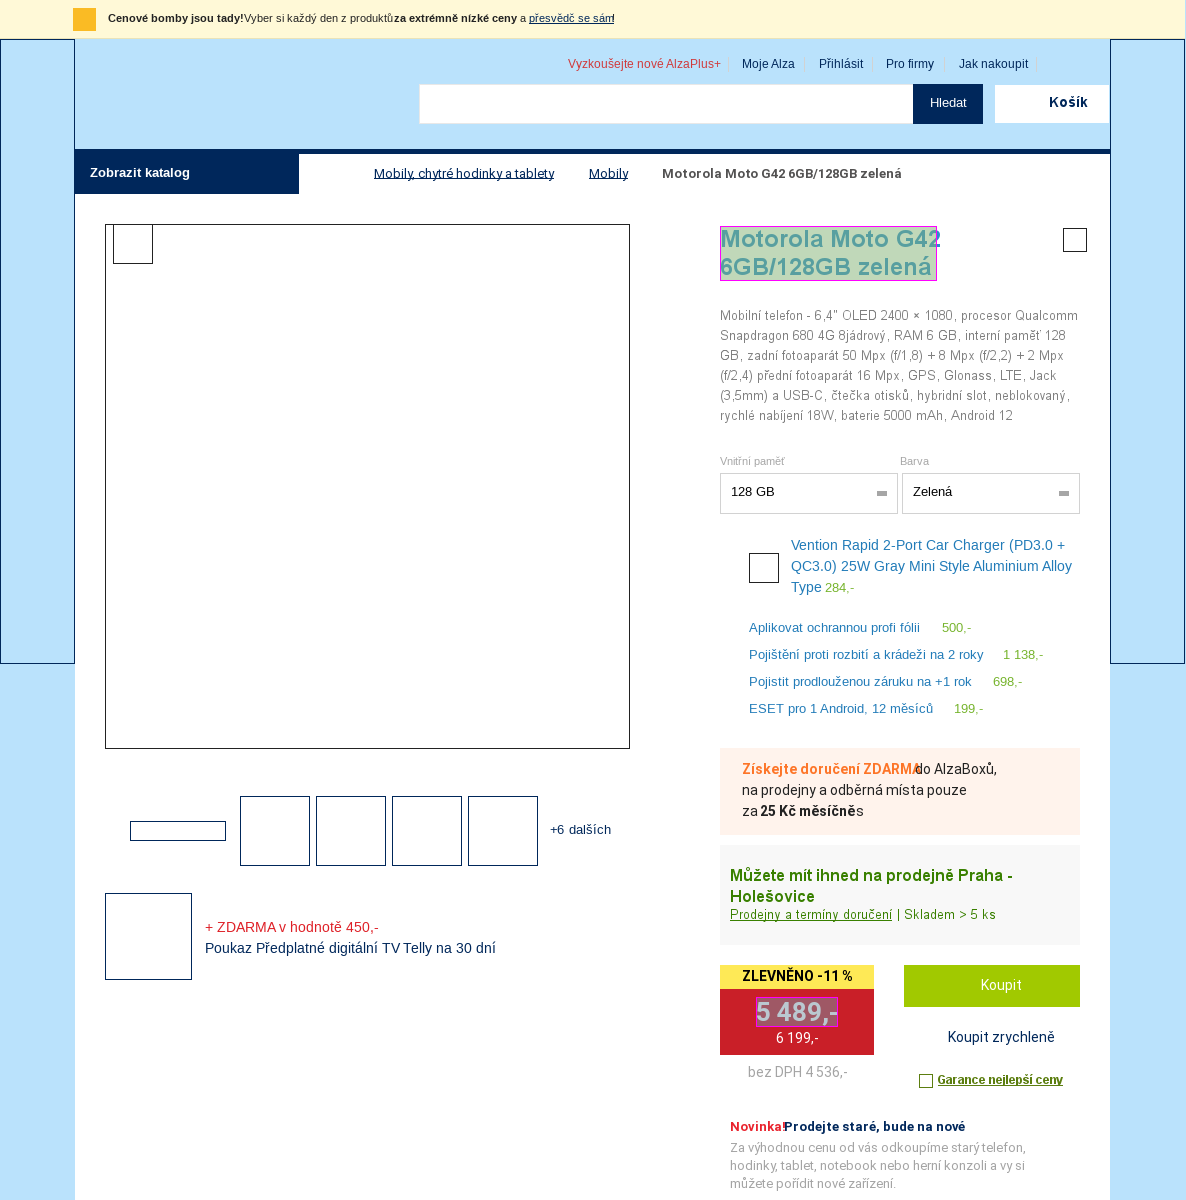 Cenové bomby jsou tady! Vyber si každý den z produktů za extrémně nízké ceny a přesvědč se sám!
Vyzkoušejte nové AlzaPlus+ Moje Alza Přihlásit Pro firmy Jak nakoupit
Hledat Košík
Zobrazit katalog Mobily, chytré hodinky a tablety Mobily Motorola Moto G42 6GB/128GB zelená
Motorola Moto G42
6GB/128GB zelená
Mobilní telefon - 6,4" OLED 2400 × 1080, procesor Qualcomm
Snapdragon 680 4G 8jádrový, RAM 6 GB, interní paměť 128
GB, zadní fotoaparát 50 Mpx (f/1,8) + 8 Mpx (f/2,2) + 2 Mpx
(f/2,4) přední fotoaparát 16 Mpx, GPS, Glonass, LTE, Jack
(3,5mm) a USB-C, čtečka otisků, hybridní slot, neblokovaný,
rychlé nabíjení 18W, baterie 5000 mAh, Android 12
Vnitřní paměť Barva
128 GB Zelená
Vention Rapid 2-Port Car Charger (PD3.0 +
QC3.0) 25W Gray Mini Style Aluminium Alloy
Type 284,-
Aplikovat ochrannou profi fólii 500,-
Pojištění proti rozbití a krádeži na 2 roky 1 138,-
Pojistit prodlouženou záruku na +1 rok 698,-
ESET pro 1 Android, 12 měsíců 199,-
Získejte doručení ZDARMA do AlzaBoxů,
na prodejny a odběrná místa pouze
za 25 Kč měsíčně s
+6 dalších
+ ZDARMA v hodnotě 450,-
Poukaz Předplatné digitální TV Telly na 30 dní
Můžete mít ihned na prodejně Praha -
Holešovice
Prodejny a termíny doručení | Skladem > 5 ks
ZLEVNĚNO -11 %
5 489,-
6 199,-
bez DPH 4 536,-
Koupit
Koupit zrychleně
Garance nejlepší ceny
Novinka! Prodejte staré, bude na nové
Za výhodnou cenu od vás odkoupíme starý telefon,
hodinky, tablet, notebook nebo herní konzoli a vy si
můžete pořídit nové zařízení.